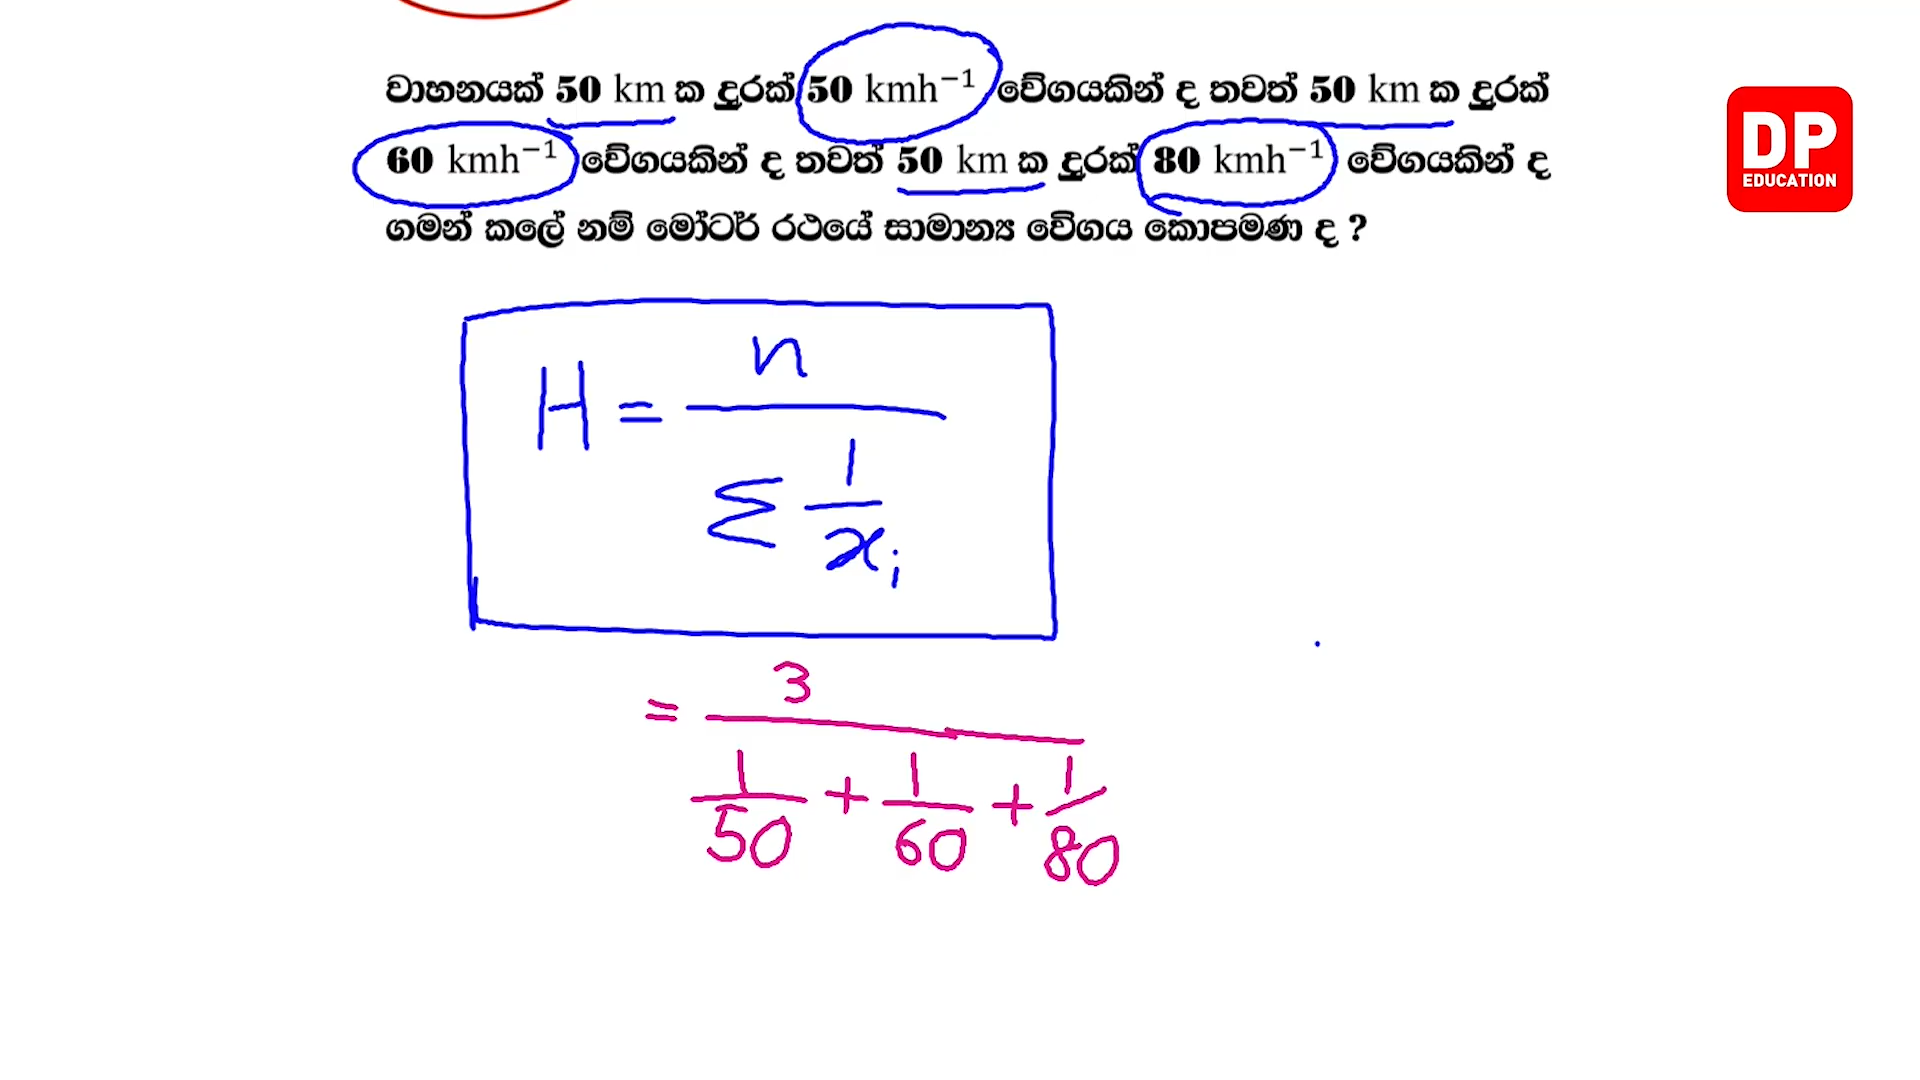 වාහනයක් 50 km ක දුරක් 50 kmh⁻¹ වේගයකින් ද තවත් 50 km ක දුරක්
60 kmh⁻¹ වේගයකින් ද තවත් 50 km ක දුරක් 80 kmh⁻¹ වේගයකින් ද
ගමන් කලේ නම් මෝටර් රථයේ සාමාන්‍ය වේගය කොපමණ ද ?
DP
EDUCATION
H = n / ∑ 1/xᵢ
= 3 / 1/50 + 1/60 + 1/80